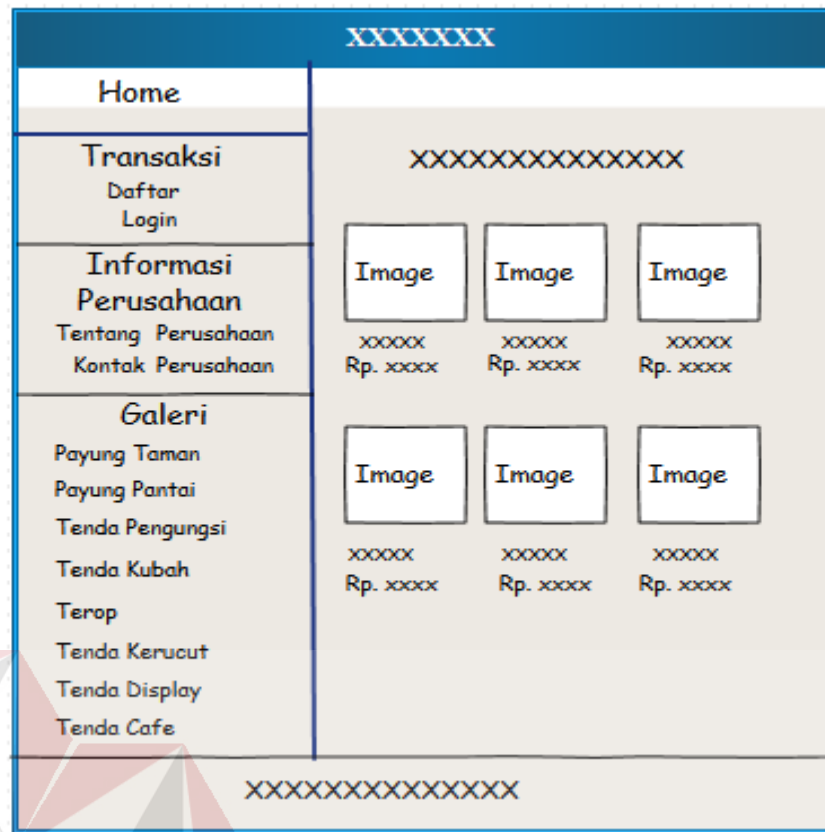 XXXXXXX
Home
Transaksi
Daftar
Login
Informasi
Perusahaan
Tentang Perusahaan
Kontak Perusahaan
Galeri
Payung Taman
Payung Pantai
Tenda Pengungsi
Tenda Kubah
Terop
Tenda Kerucut
Tenda Display
Tenda Cafe
XXXXXXXXXXXXXX
Image Image Image
xxxxx xxxxx xxxxx
Rp. xxxx Rp. xxxx Rp. xxxx
Image Image Image
xxxxx xxxxx xxxxx
Rp. xxxx Rp. xxxx Rp. xxxx
XXXXXXXXXXXXXX